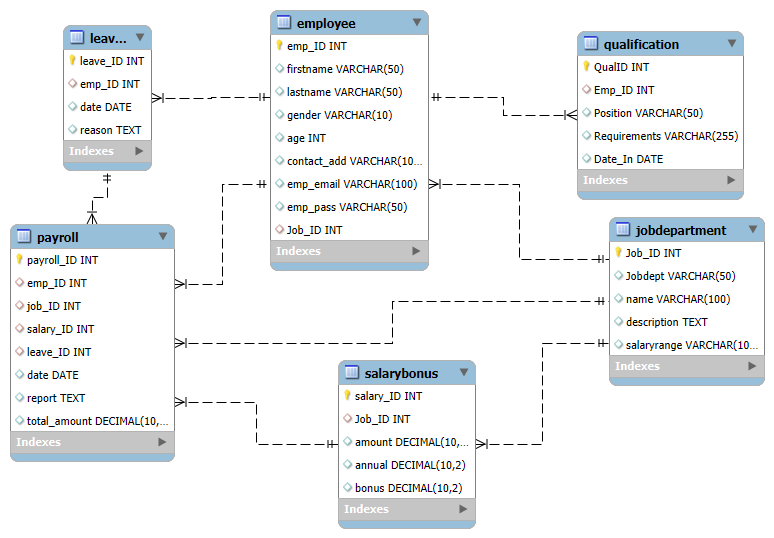 leav...
leave_ID INT
emp_ID INT
date DATE
reason TEXT
Indexes
employee
emp_ID INT
firstname VARCHAR(50)
lastname VARCHAR(50)
gender VARCHAR(10)
age INT
contact_add VARCHAR(10...
emp_email VARCHAR(100)
emp_pass VARCHAR(50)
Job_ID INT
Indexes
qualification
QualID INT
Emp_ID INT
Position VARCHAR(50)
Requirements VARCHAR(255)
Date_In DATE
Indexes
payroll
payroll_ID INT
emp_ID INT
job_ID INT
salary_ID INT
leave_ID INT
date DATE
report TEXT
total_amount DECIMAL(10,...
Indexes
jobdepartment
Job_ID INT
Jobdept VARCHAR(50)
name VARCHAR(100)
description TEXT
salaryrange VARCHAR(10...
Indexes
salarybonus
salary_ID INT
Job_ID INT
amount DECIMAL(10,...
annual DECIMAL(10,2)
bonus DECIMAL(10,2)
Indexes